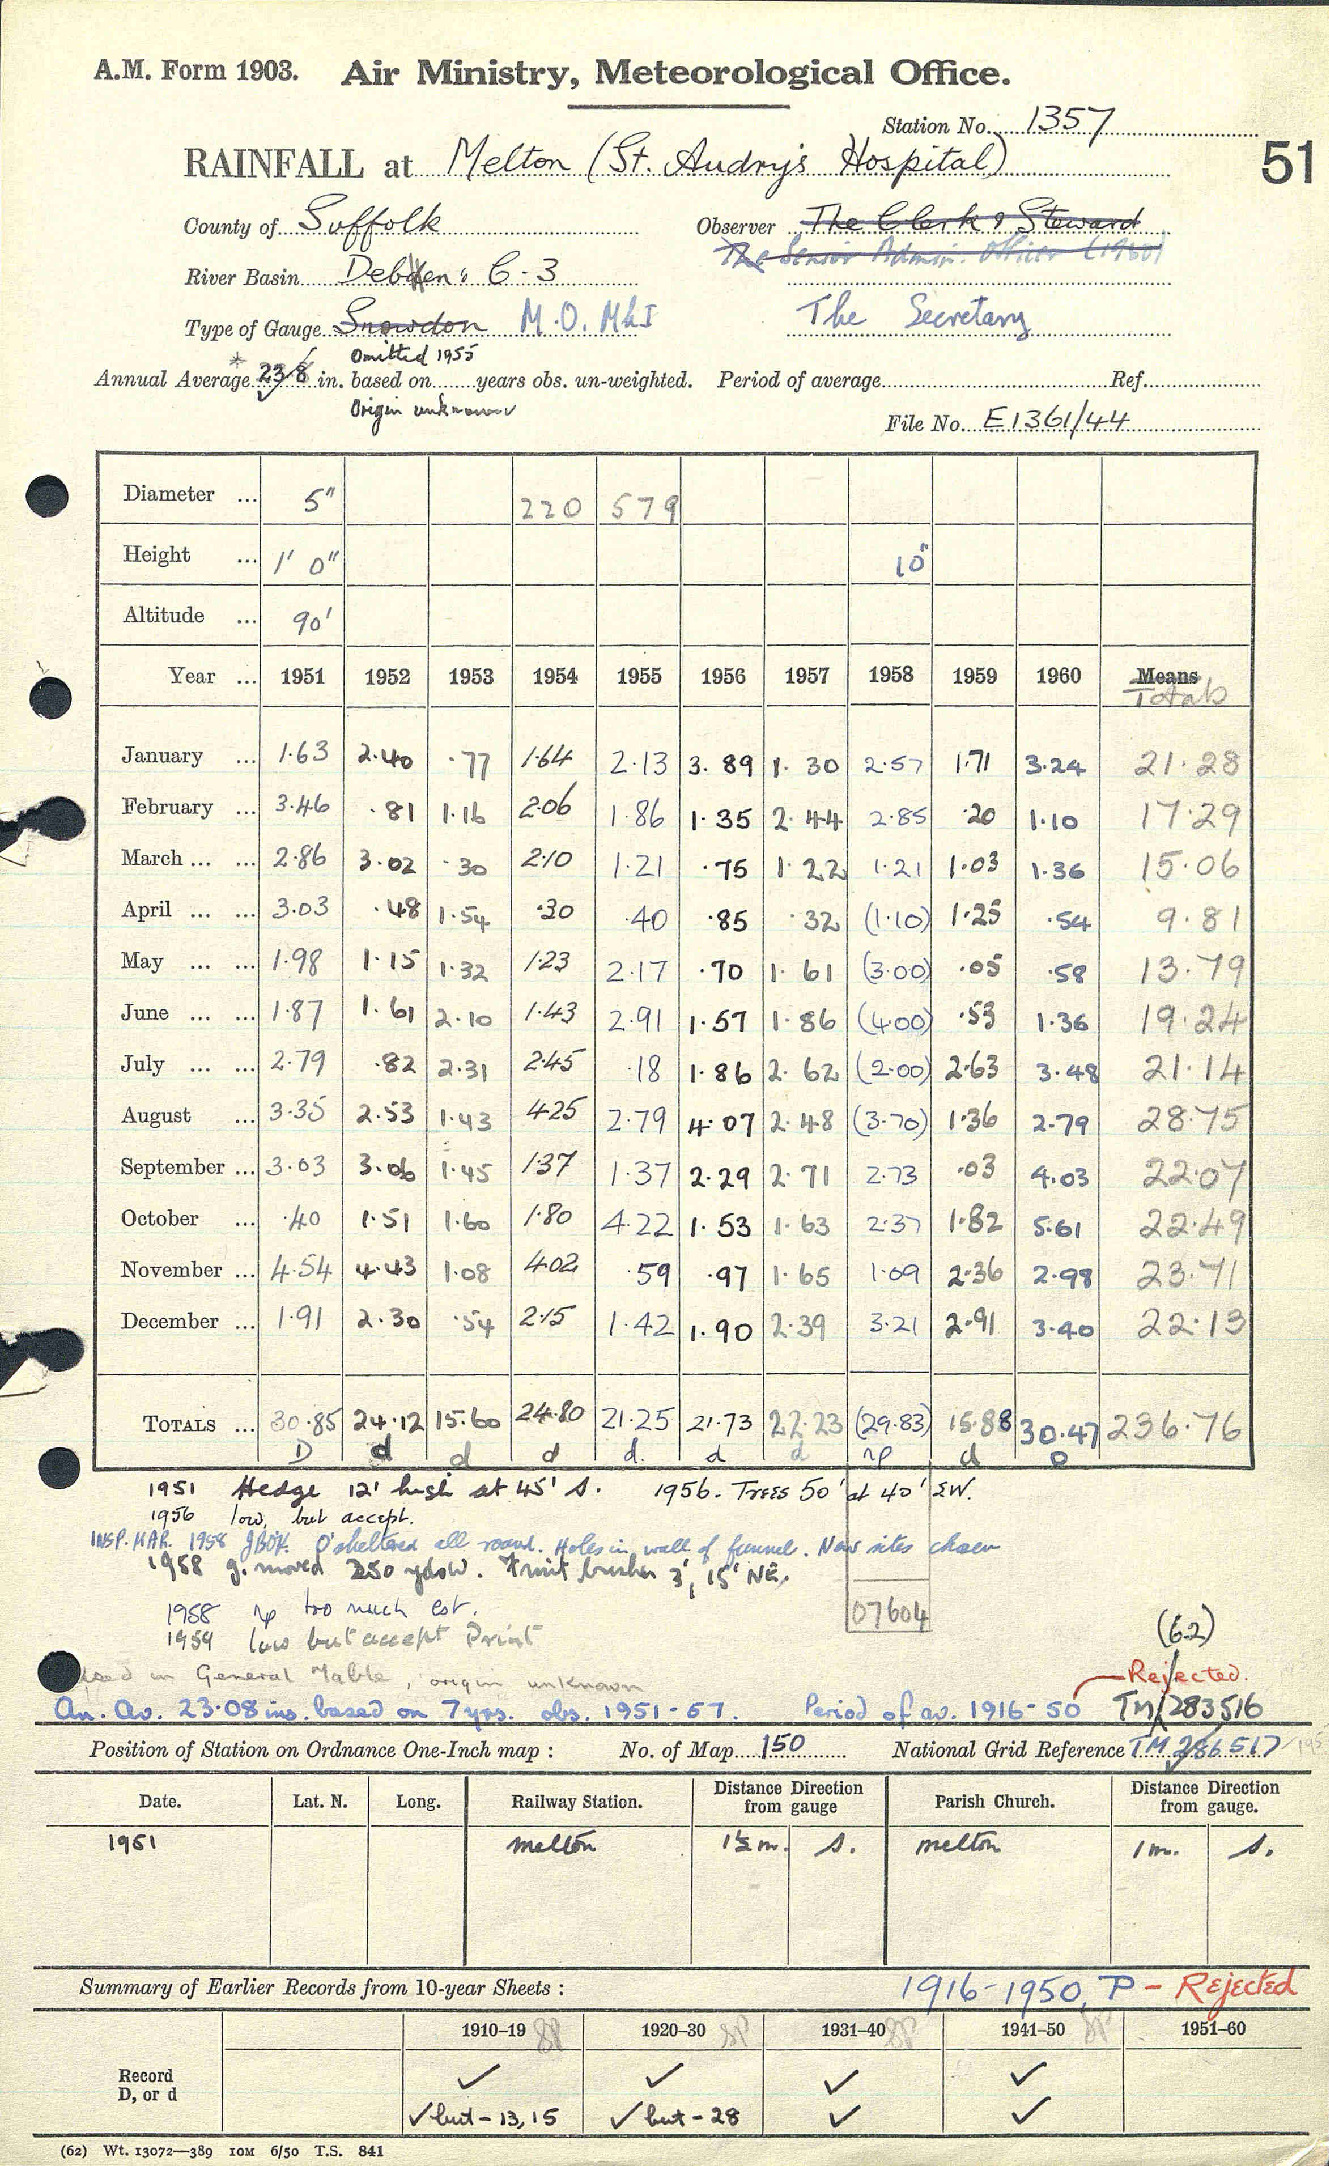 A.M. Form 1903. Air Ministry, Meteorological Office.
Station No. 1357
51
RAINFALL at Melton (St. Audry's Hospital)
County of Suffolk Observer The Clerk & Steward
The Senior Admin. Officer (1960)
River Basin Debben: 6-3
Type of Gauge Snowdon M.O. MkI The Secretary
Omitted 1955
Annual Average * 23.8 in. based on years obs. un-weighted. Period of average Ref.
Origin unknown
File No. E1361/44
Diameter ... 5" 220 579
Height ... 1' 0" 10"
Altitude ... 90'
Year ... 1951 1952 1953 1954 1955 1956 1957 1958 1959 1960 Means
Totals
January ... 1.63 2.40 .77 1.64 2.13 3.89 1.30 2.57 1.71 3.24 21.28
February ... 3.46 .81 1.16 2.06 1.86 1.35 2.44 2.85 .20 1.10 17.29
March ... ... 2.86 3.02 .30 2.10 1.21 .75 1.22 1.21 1.03 1.36 15.06
April ... ... 3.03 .48 1.54 .30 .40 .85 .32 (1.10) 1.25 .54 9.81
May ... ... 1.98 1.15 1.32 1.23 2.17 .70 1.61 (3.00) .05 .58 13.79
June ... ... 1.87 1.61 2.10 1.43 2.91 1.57 1.86 (4.00) .53 1.36 19.24
July ... ... 2.79 .82 2.31 2.45 .18 1.86 2.62 (2.00) 2.63 3.48 21.14
August ... 3.35 2.53 1.43 4.25 2.79 4.07 2.48 (3.70) 1.36 2.79 28.75
September ... 3.03 3.06 1.45 1.37 1.37 2.29 2.71 2.73 .03 4.03 22.07
October ... .40 1.51 1.60 1.80 4.22 1.53 1.63 2.37 1.82 5.61 22.49
November ... 4.54 4.43 1.08 4.02 .59 .97 1.65 1.09 2.36 2.98 23.71
December ... 1.91 2.30 .54 2.15 1.42 1.90 2.39 3.21 2.91 3.40 22.13
TOTALS ... 30.85 24.12 15.60 24.80 21.25 21.73 22.23 (29.83) 15.88 30.47 236.76
D d d d d. d d np d D
1951 Hedge 12' high at 45' S. 1956. Trees 50' at 40' SW.
1956 low, but accept.
INSP. MAR. 1958 O'sheltered all round. Holes in wall of funnel. New sites chosen
1958 g. moved 250 yds W. Fruit bushes 3', 15' NE.
1958 np too much est.
07604
1959 low but accept Print
(62)
used in General Table, origin unknown
Rejected.
An. Av. 23.08 ins. based on 7 yrs. obs. 1951-57. Period of av. 1916-50 TM/283516
Position of Station on Ordnance One-Inch map : No. of Map 150 National Grid Reference TM 286517
Date. Lat. N. Long. Railway Station. Distance Direction from gauge Parish Church. Distance Direction from gauge.
1951 Melton 1½ m. S. Melton 1 m. S.
Summary of Earlier Records from 10-year Sheets : 1916-1950, P - Rejected
1910–19 1920–30 1931–40 1941–50 1951–60
Record ✓ ✓ ✓ ✓
D, or d
✓ but - 13, 15 ✓ but - 28 ✓ ✓
(62) Wt. 13072—389 10M 6/50 T.S. 841